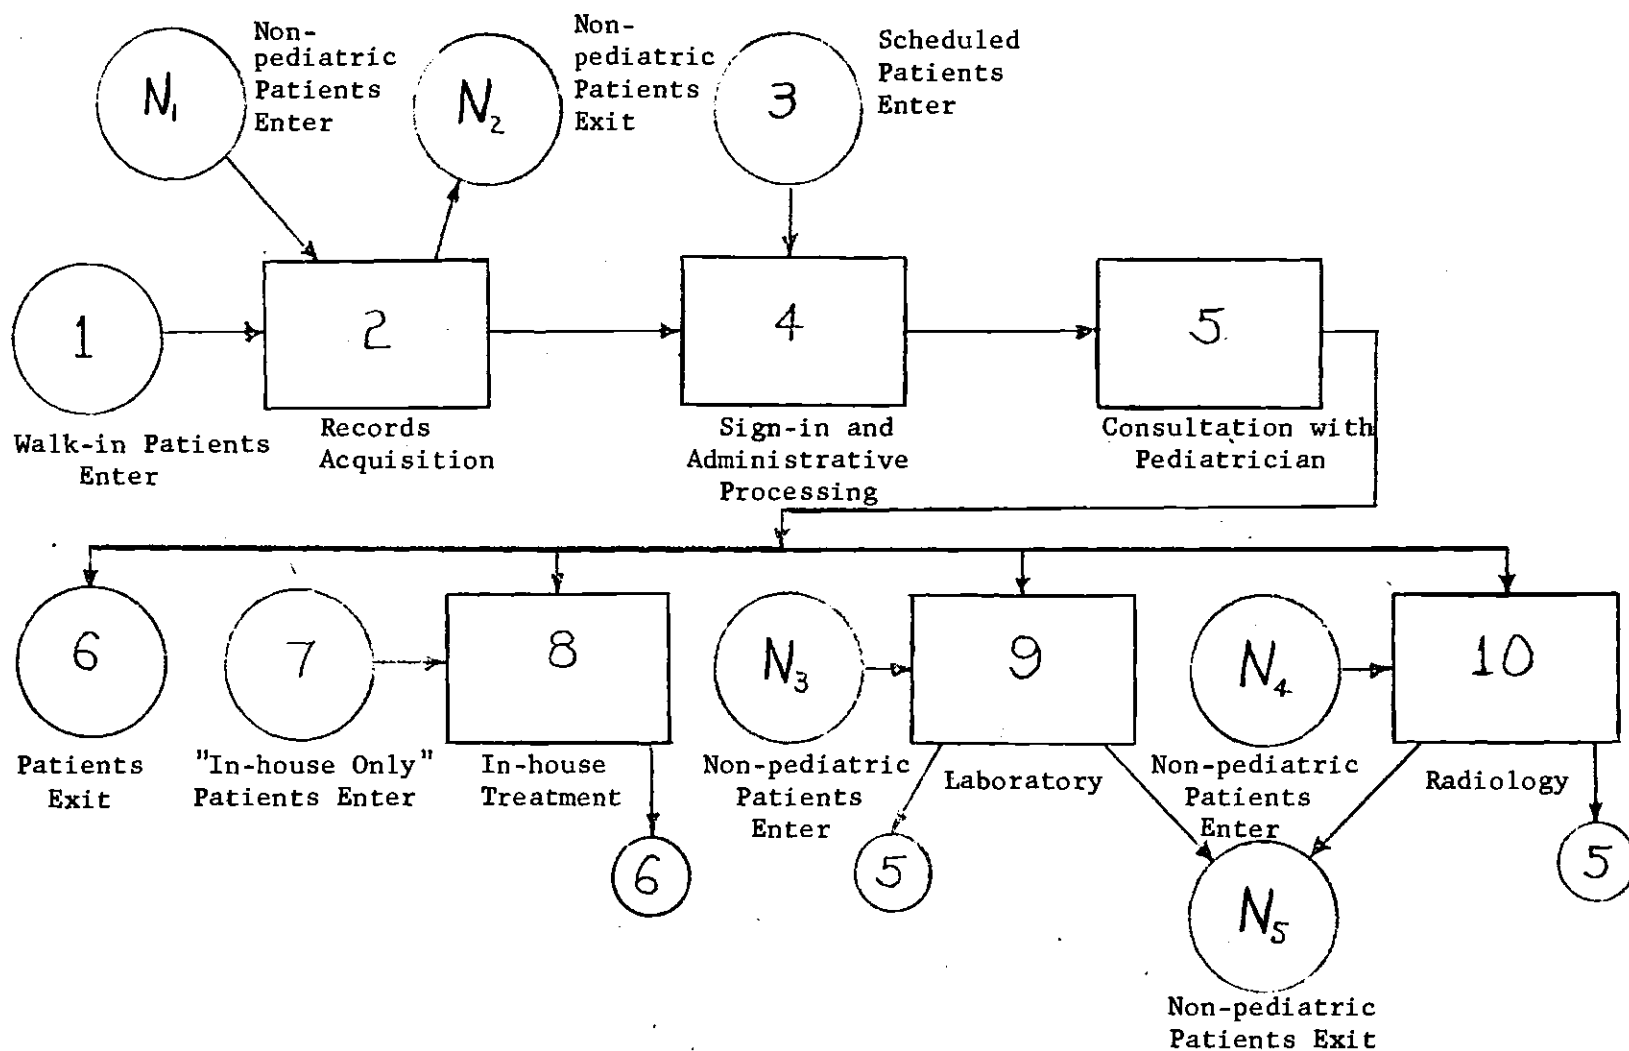 N₁
Non-
pediatric
Patients
Enter
N₂
Non-
pediatric
Patients
Exit
3
Scheduled
Patients
Enter
1
Walk-in Patients
Enter
2
Records
Acquisition
4
Sign-in and
Administrative
Processing
5
Consultation with
Pediatrician
6
Patients
Exit
7
"In-house Only"
Patients Enter
8
In-house
Treatment
6
N₃
Non-pediatric
Patients
Enter
9
Laboratory
5
N₄
Non-pediatric
Patients
Enter
10
Radiology
5
N₅
Non-pediatric
Patients Exit